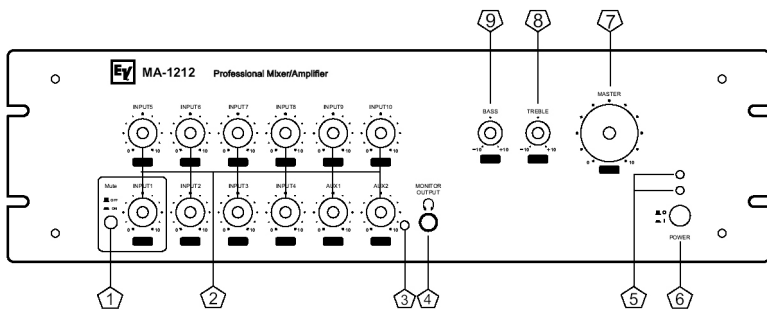 9 8 7
EV MA-1212 Professional Mixer/Amplifier
MASTER
INPUT5 INPUT6 INPUT7 INPUT8 INPUT9 INPUT10 BASS TREBLE
0 10 0 10 0 10 0 10 0 10 0 10 -10 +10 -10 +10 0 10
Mute INPUT1 INPUT2 INPUT3 INPUT4 AUX1 AUX2 MONITOR
OUTPUT
OFF
ON
O
I
0 10 0 10 0 10 0 10 0 10 0 10
POWER
1 2 3 4 5 6